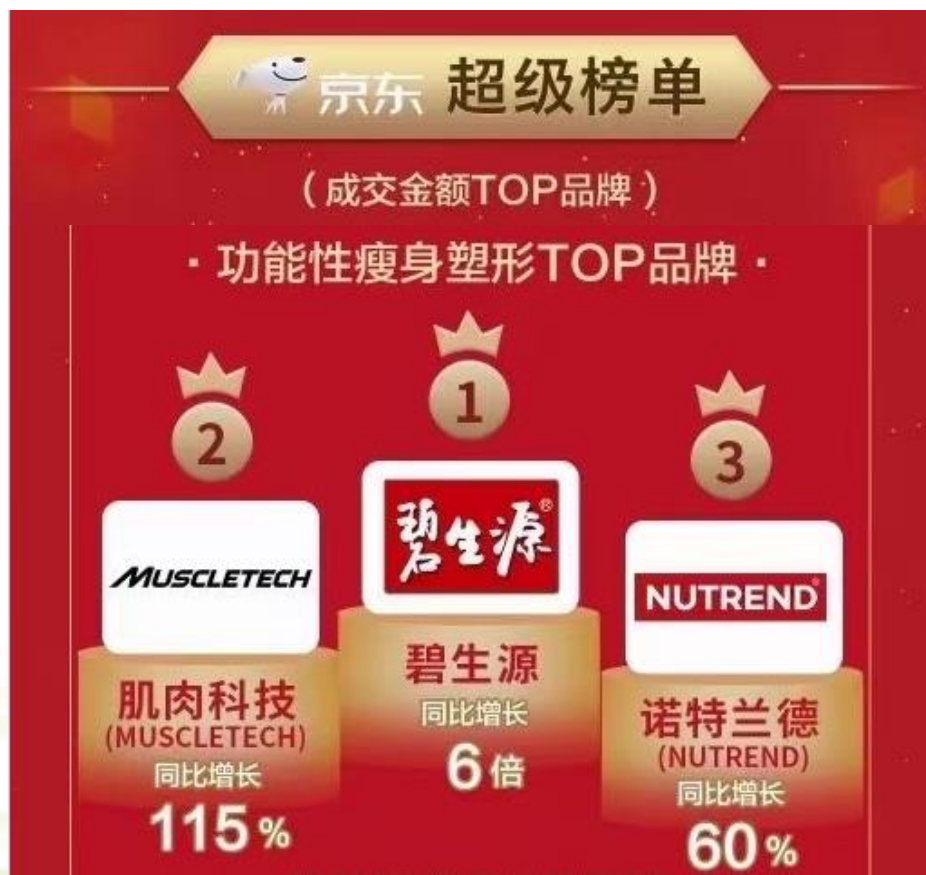 京东 超级榜单
（成交金额TOP品牌）
·功能性瘦身塑形TOP品牌·
1
碧生源®
碧生源
同比增长
6倍
2
MUSCLETECH
肌肉科技
(MUSCLETECH)
同比增长
115%
3
NUTREND®
诺特兰德
(NUTREND)
同比增长
60%